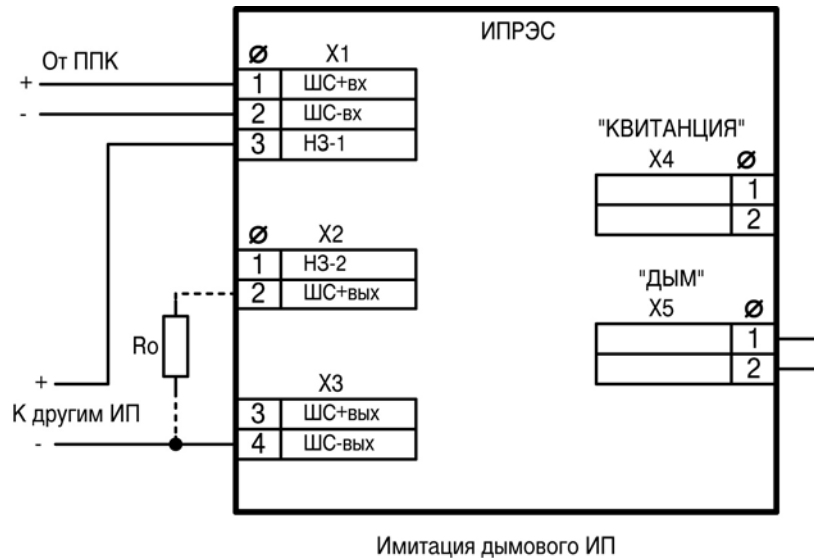 ИПРЭС
От ППК
+
-
Ø X1
1 ШС+вх
2 ШС-вх
3 НЗ-1
"КВИТАНЦИЯ"
X4 Ø
1
2
Ø X2
1 НЗ-2
2 ШС+вых
"ДЫМ"
X5 Ø
1
2
Ro
+
К другим ИП
-
X3
3 ШС+вых
4 ШС-вых
Имитация дымового ИП